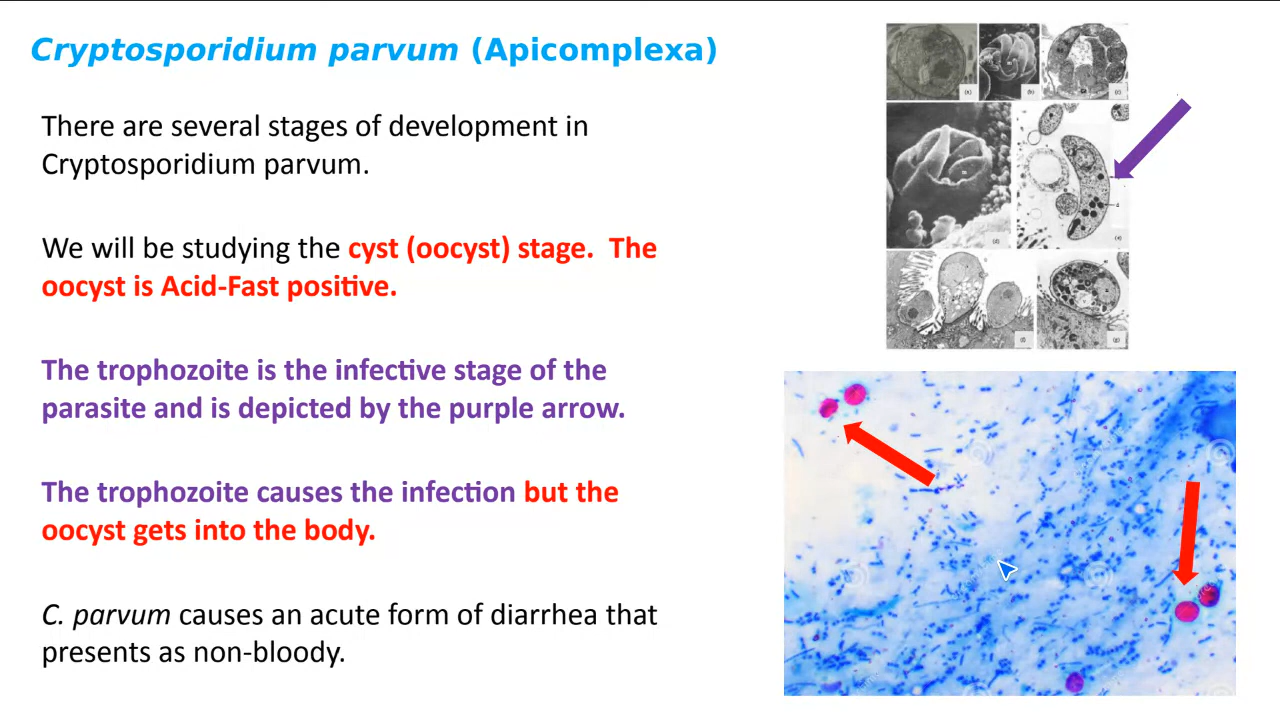 Cryptosporidium parvum (Apicomplexa)
There are several stages of development in
Cryptosporidium parvum.
We will be studying the cyst (oocyst) stage.  The
oocyst is Acid-Fast positive.
The trophozoite is the infective stage of the
parasite and is depicted by the purple arrow.
The trophozoite causes the infection but the
oocyst gets into the body.
C. parvum causes an acute form of diarrhea that
presents as non-bloody.
(a)
(b)
(c)
(d)
(e)
(f)
(g)